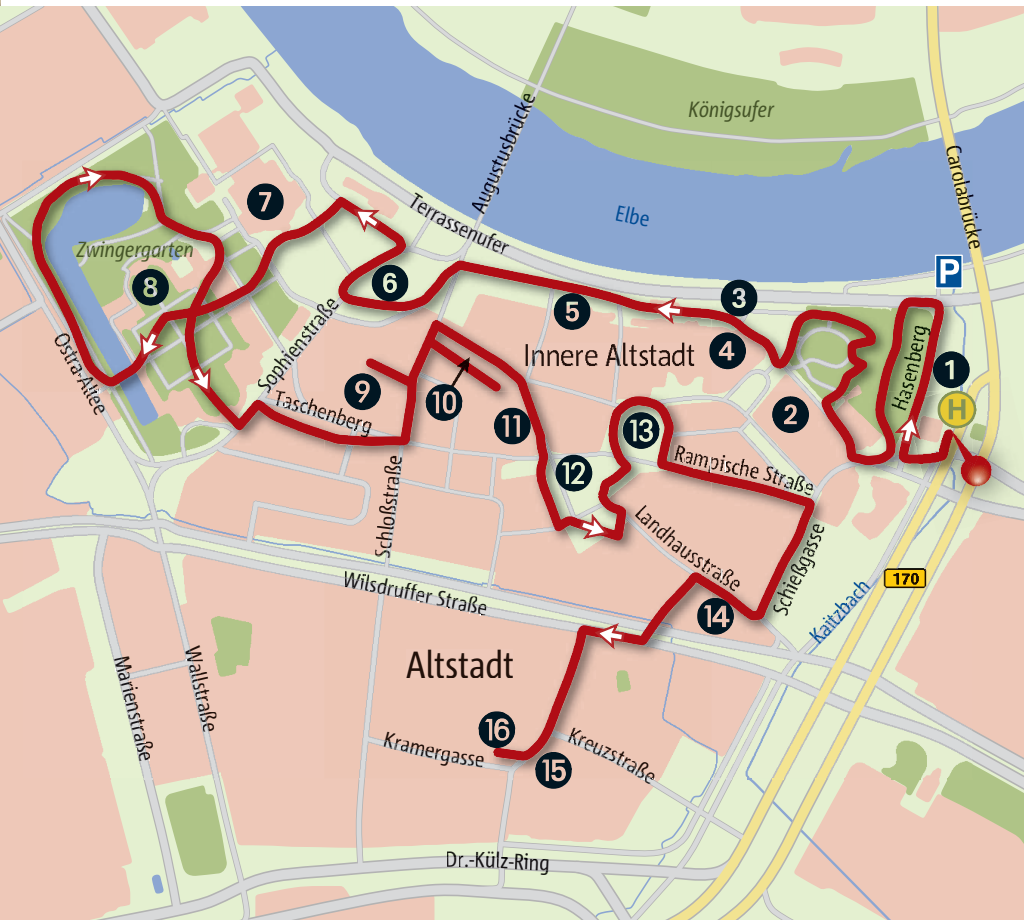 Königsufer
Augustusbrücke
Carolabrücke
Elbe
Terrassenufer
7
Zwingergarten
8
6
5
3
4
P
1
H
Hasenberg
2
Innere Altstadt
Sophienstraße
Ostra-Allee
Taschenberg
9
10
11
12
13
Rampische Straße
Schloßstraße
Landhausstraße
Schießgasse
14
170
Kaitzbach
Wilsdruffer Straße
Altstadt
Marienstraße
Wallstraße
16
15
Kramergasse
Kreuzstraße
Dr.-Külz-Ring